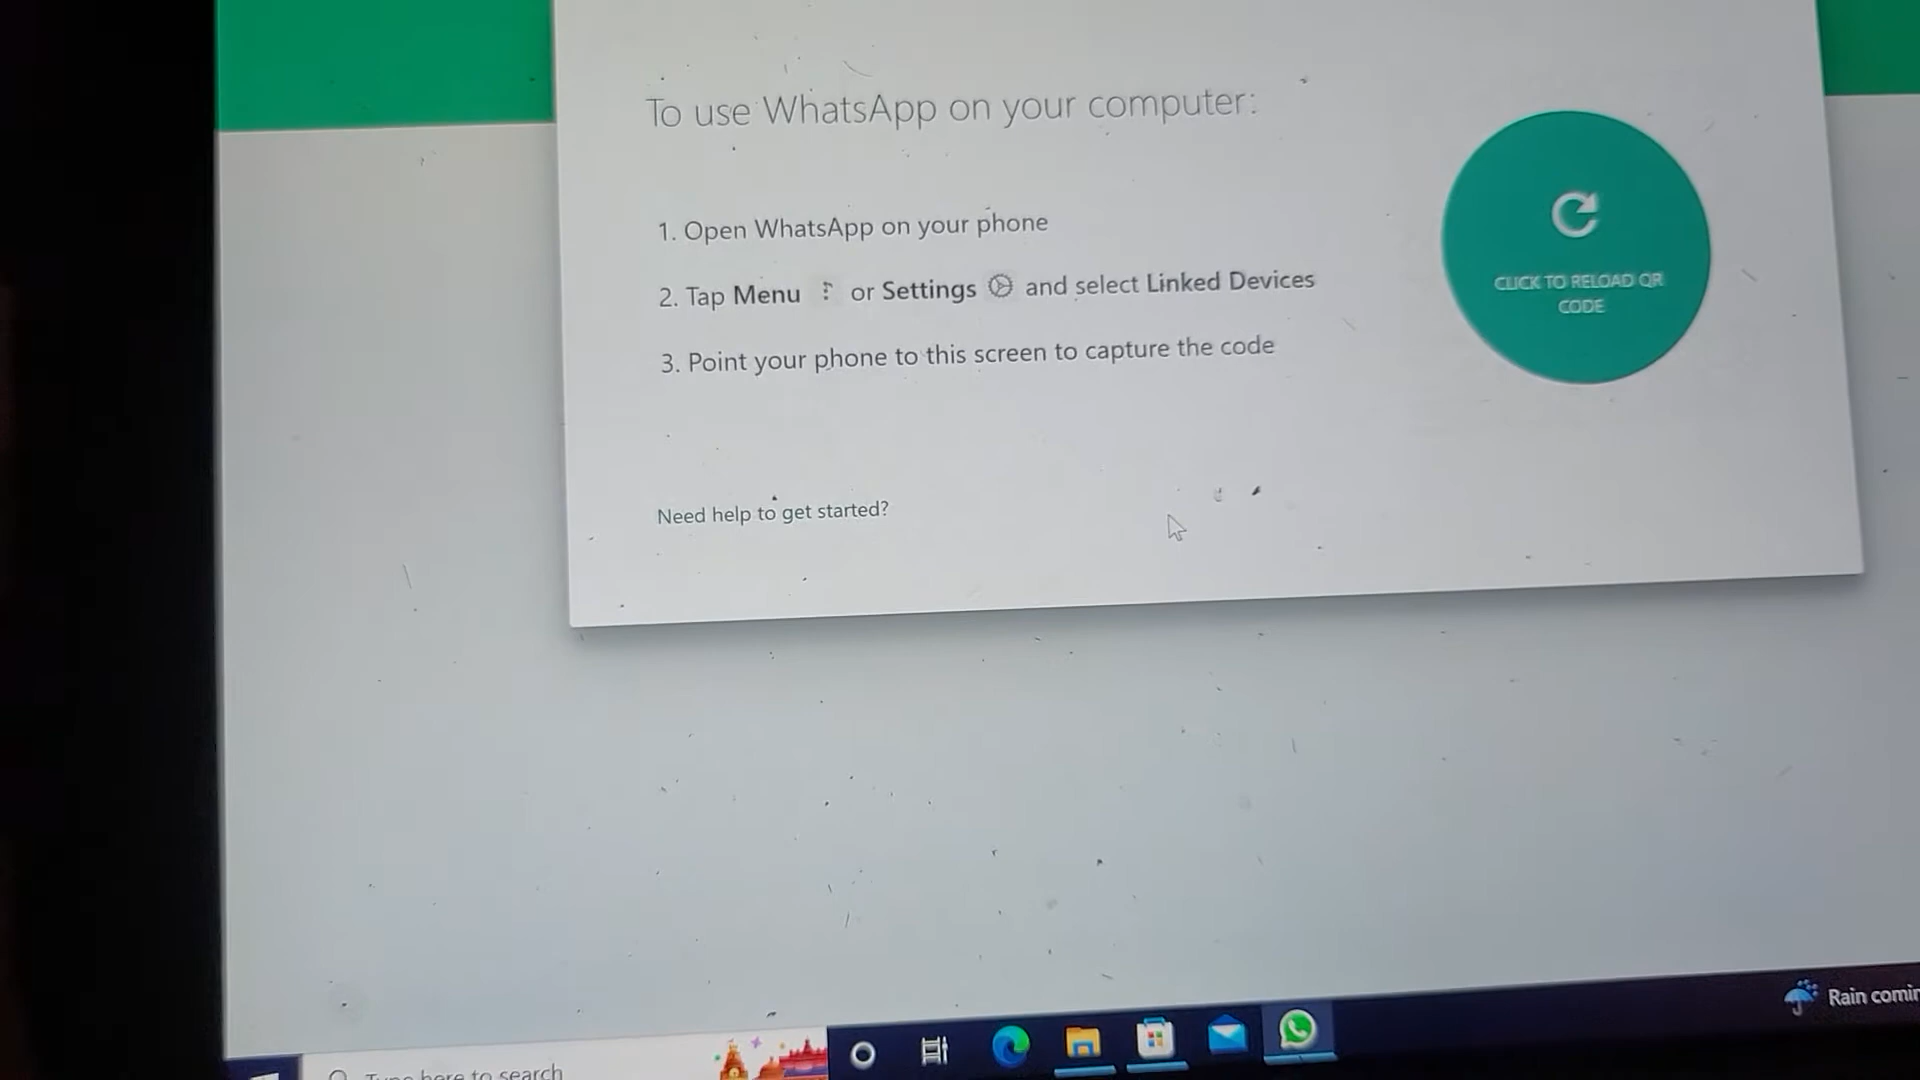 To use WhatsApp on your computer:
1. Open WhatsApp on your phone
2. Tap Menu or Settings and select Linked Devices
3. Point your phone to this screen to capture the code
CLICK TO RELOAD QR
CODE
Need help to get started?
Rain
Type here to search